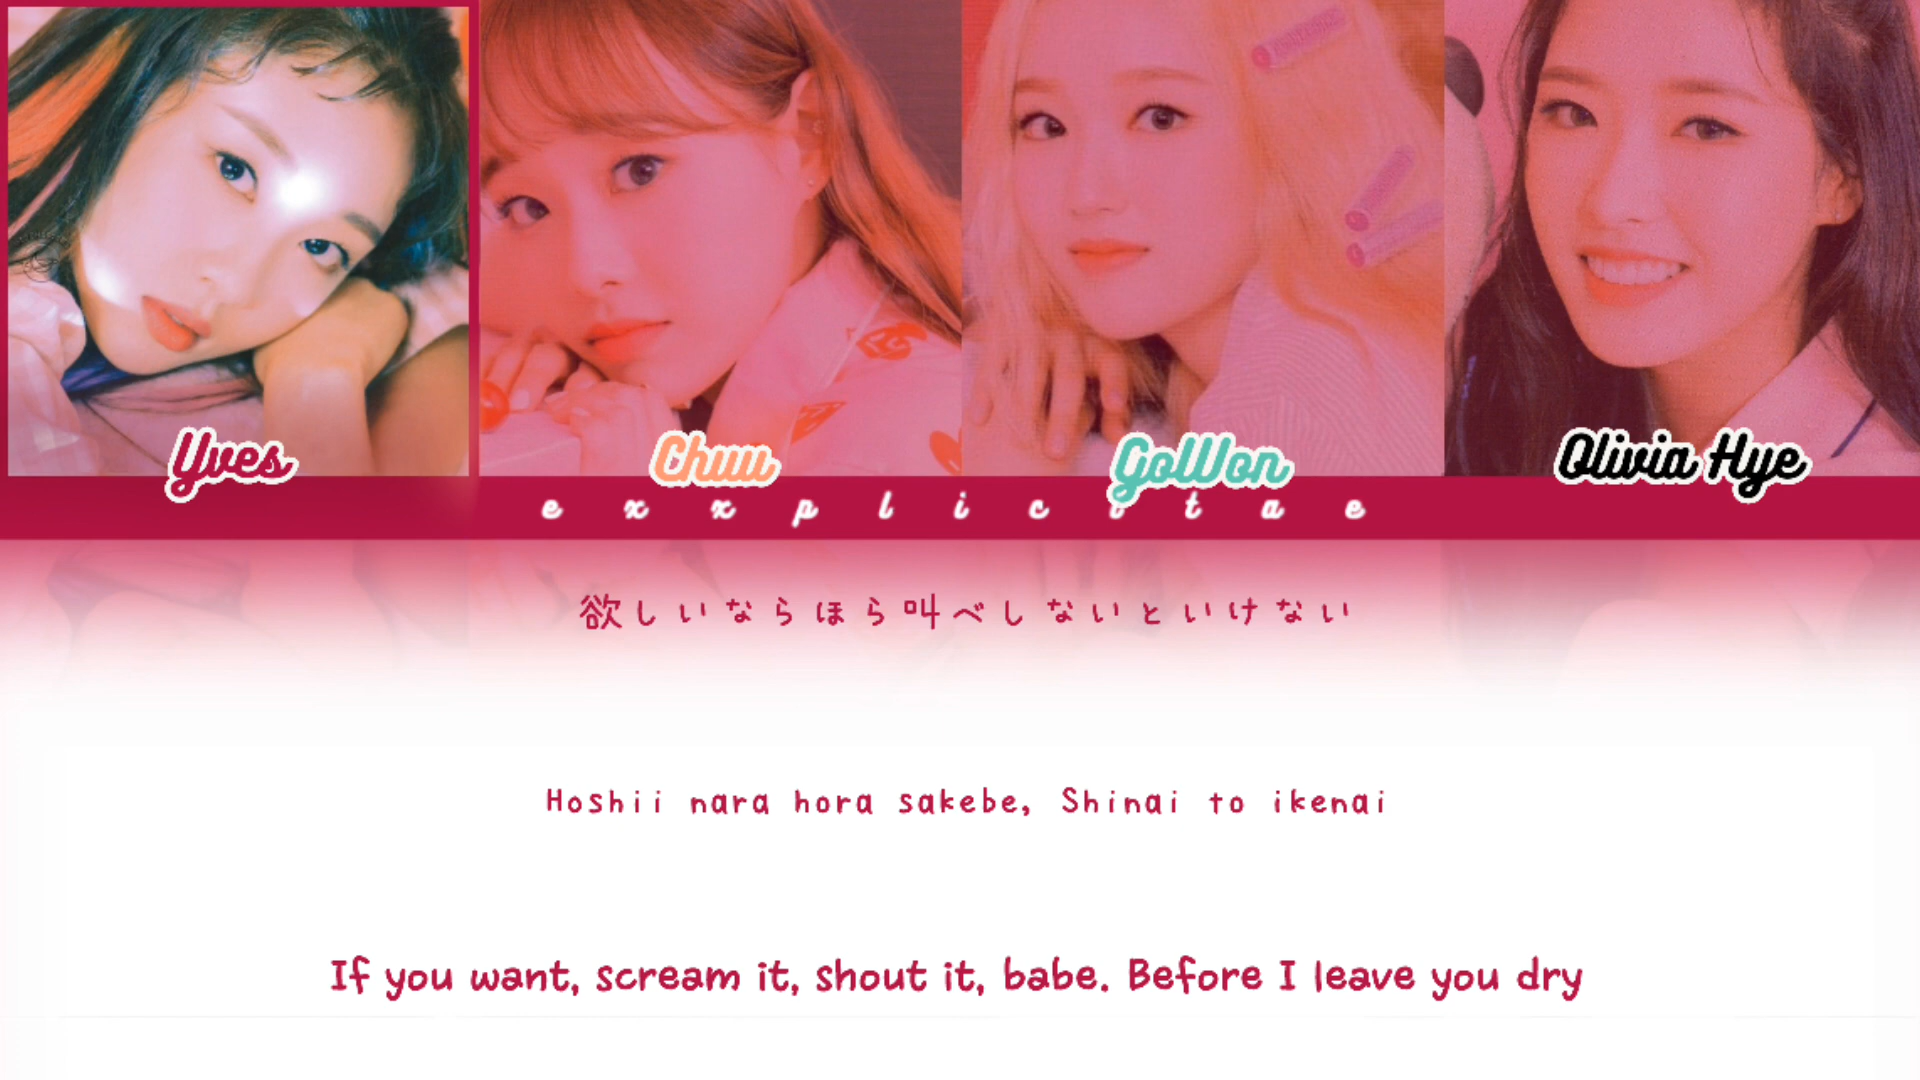 Yves
Chuu
GoWon
Olivia Hye
e x x p l i c i t a e
欲しいならほら叫べしないといけない
Hoshii nara hora sakebe, Shinai to ikenai
If you want, scream it, shout it, babe. Before I leave you dry